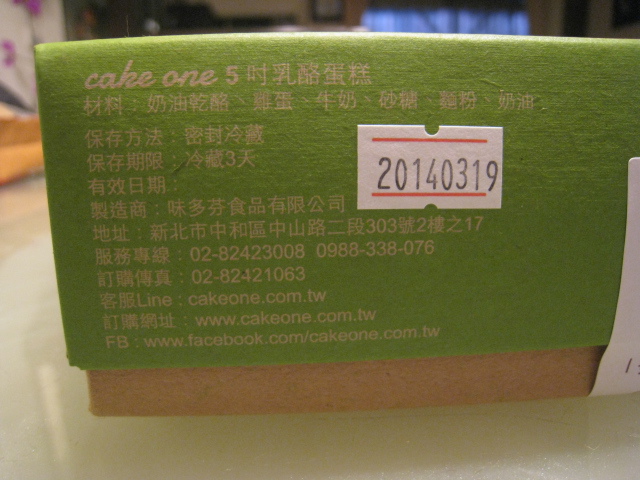 cake one 5吋乳酪蛋糕
材料：奶油乾酪、雞蛋、牛奶、砂糖、麵粉、奶油
保存方法：密封冷藏
保存期限：冷藏3天
有效日期：
20140319
製造商：味多芬食品有限公司
地址：新北市中和區中山路二段303號2樓之17
服務專線：02-82423008 0988-338-076
訂購傳真：02-82421063
客服Line：cakeone.com.tw
訂購網址：www.cakeone.com.tw
FB：www.facebook.com/cakeone.com.tw